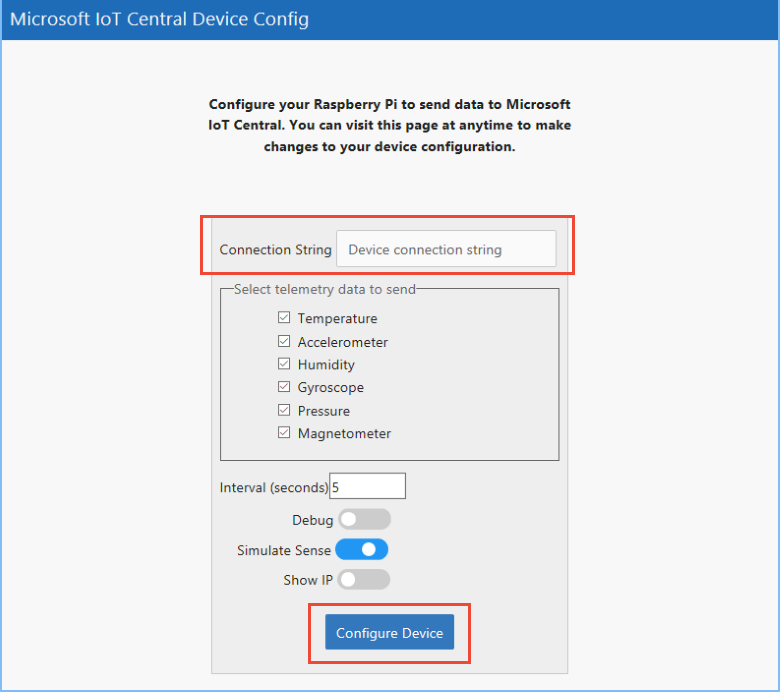 Microsoft IoT Central Device Config
Configure your Raspberry Pi to send data to Microsoft
IoT Central. You can visit this page at anytime to make
changes to your device configuration.
Connection String Device connection string
Select telemetry data to send
Temperature
Accelerometer
Humidity
Gyroscope
Pressure
Magnetometer
Interval (seconds) 5
Debug
Simulate Sense
Show IP
Configure Device